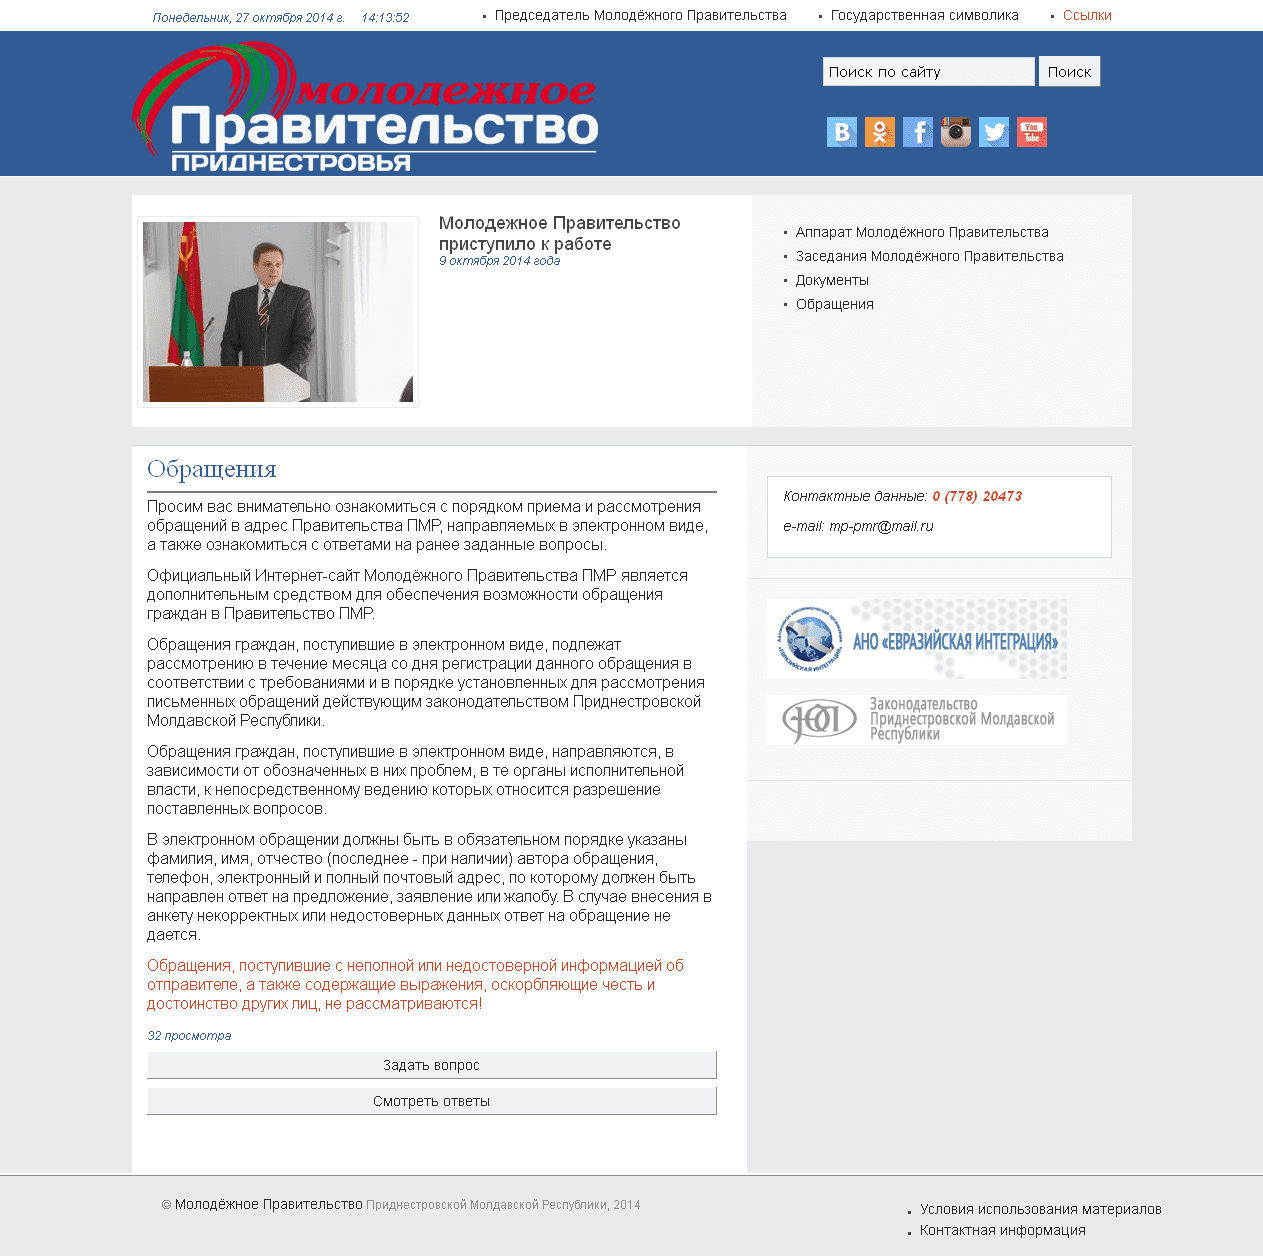 Понедельник, 27 октября 2014 г. 14:13:52
Председатель Молодёжного Правительства
Государственная символика
Ссылки
молодежное
Правительство
ПРИДНЕСТРОВЬЯ
Поиск по сайту
Поиск
You
Tube
Молодежное Правительство
приступило к работе
9 октября 2014 года
Аппарат Молодёжного Правительства
Заседания Молодёжного Правительства
Документы
Обращения
Обращения
Просим вас внимательно ознакомиться с порядком приема и рассмотрения
обращений в адрес Правительства ПМР, направляемых в электронном виде,
а также ознакомиться с ответами на ранее заданные вопросы.
Официальный Интернет-сайт Молодёжного Правительства ПМР является
дополнительным средством для обеспечения возможности обращения
граждан в Правительство ПМР.
Обращения граждан, поступившие в электронном виде, подлежат
рассмотрению в течение месяца со дня регистрации данного обращения в
соответствии с требованиями и в порядке установленных для рассмотрения
письменных обращений действующим законодательством Приднестровской
Молдавской Республики.
Обращения граждан, поступившие в электронном виде, направляются, в
зависимости от обозначенных в них проблем, в те органы исполнительной
власти, к непосредственному ведению которых относится разрешение
поставленных вопросов.
В электронном обращении должны быть в обязательном порядке указаны
фамилия, имя, отчество (последнее - при наличии) автора обращения,
телефон, электронный и полный почтовый адрес, по которому должен быть
направлен ответ на предложение, заявление или жалобу. В случае внесения в
анкету некорректных или недостоверных данных ответ на обращение не
дается.
Обращения, поступившие с неполной или недостоверной информацией об
отправителе, а также содержащие выражения, оскорбляющие честь и
достоинство других лиц, не рассматриваются!
32 просмотра
Задать вопрос
Смотреть ответы
Контактные данные: 0 (778) 20473
e-mail: mp-pmr@mail.ru
АНО «ЕВРАЗИЙСКАЯ ИНТЕГРАЦИЯ»
«ЕВРАЗИЙСКАЯ ИНТЕГРАЦИЯ»
Законодательство
Приднестровской Молдавской
Республики
© Молодёжное Правительство Приднестровской Молдавской Республики, 2014
Условия использования материалов
Контактная информация